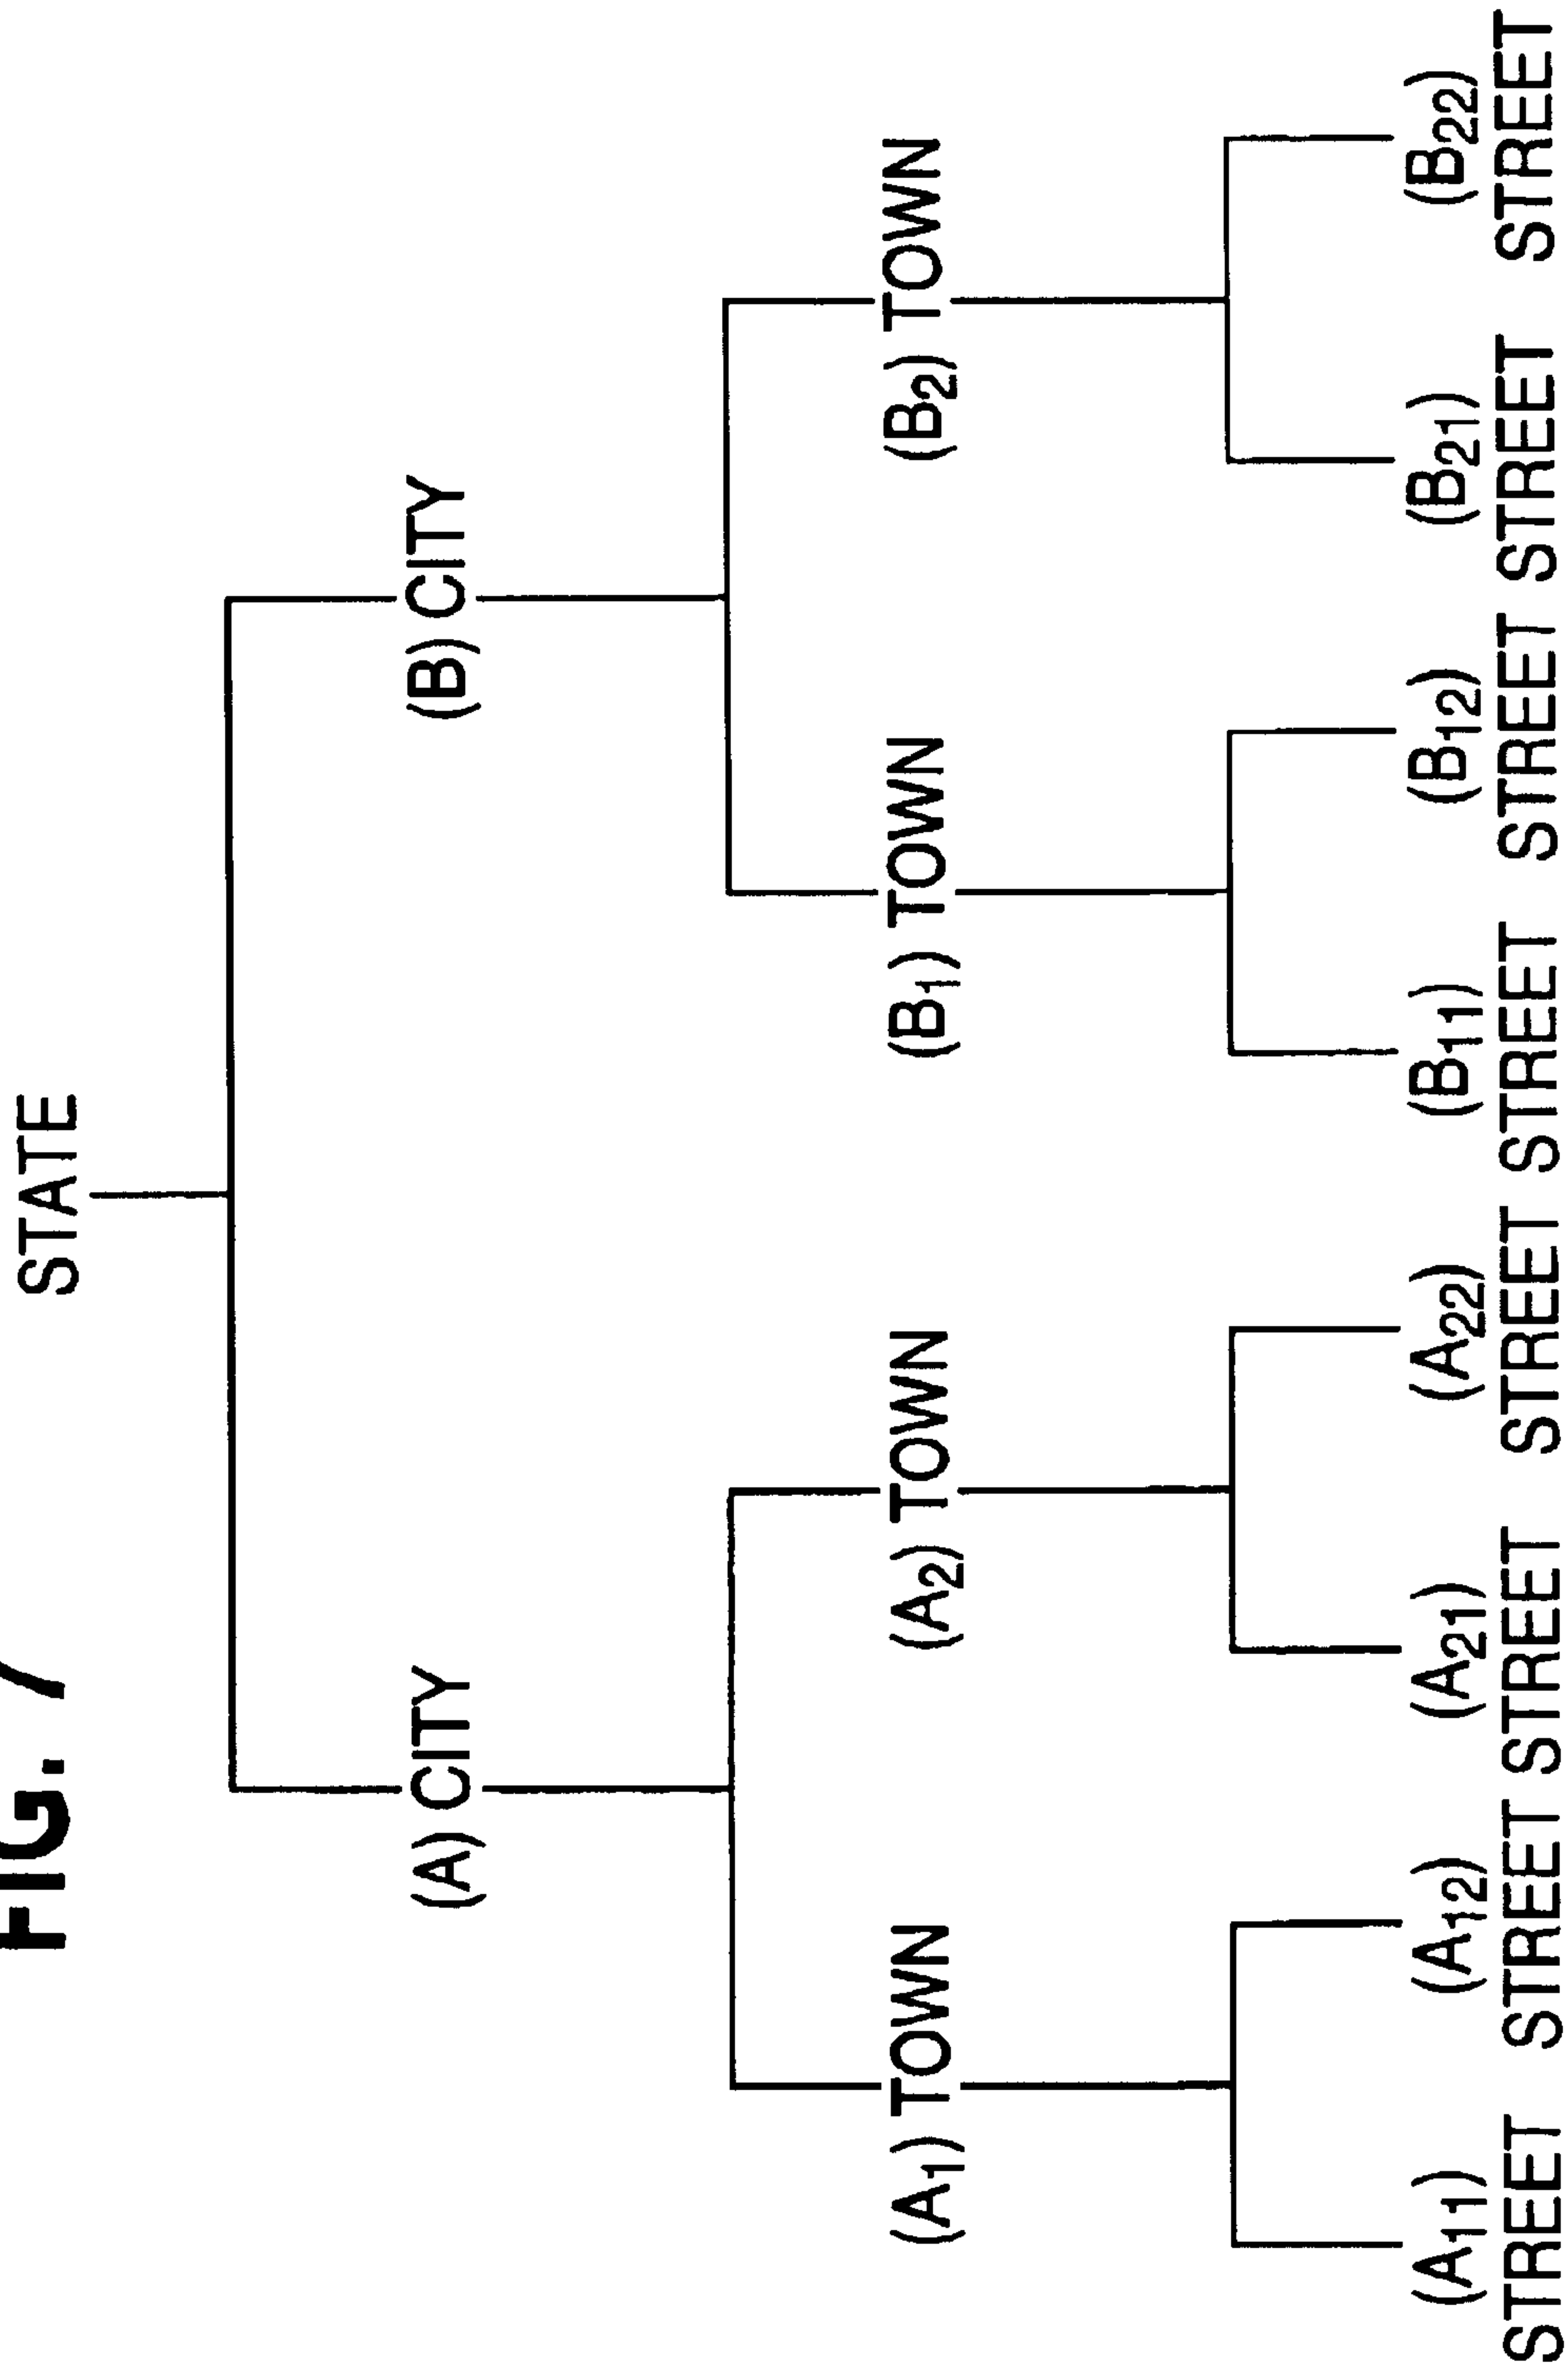 FIG. 7
STATE
(A) CITY
(B) CITY
(A₁) TOWN
(A₂) TOWN
(B₁) TOWN
(B₂) TOWN
(A₁₁)
STREET
(A₁₂)
STREET
(A₂₁)
STREET
(A₂₂)
STREET
(B₁₁)
STREET
(B₁₂)
STREET
(B₂₁)
STREET
(B₂₂)
STREET